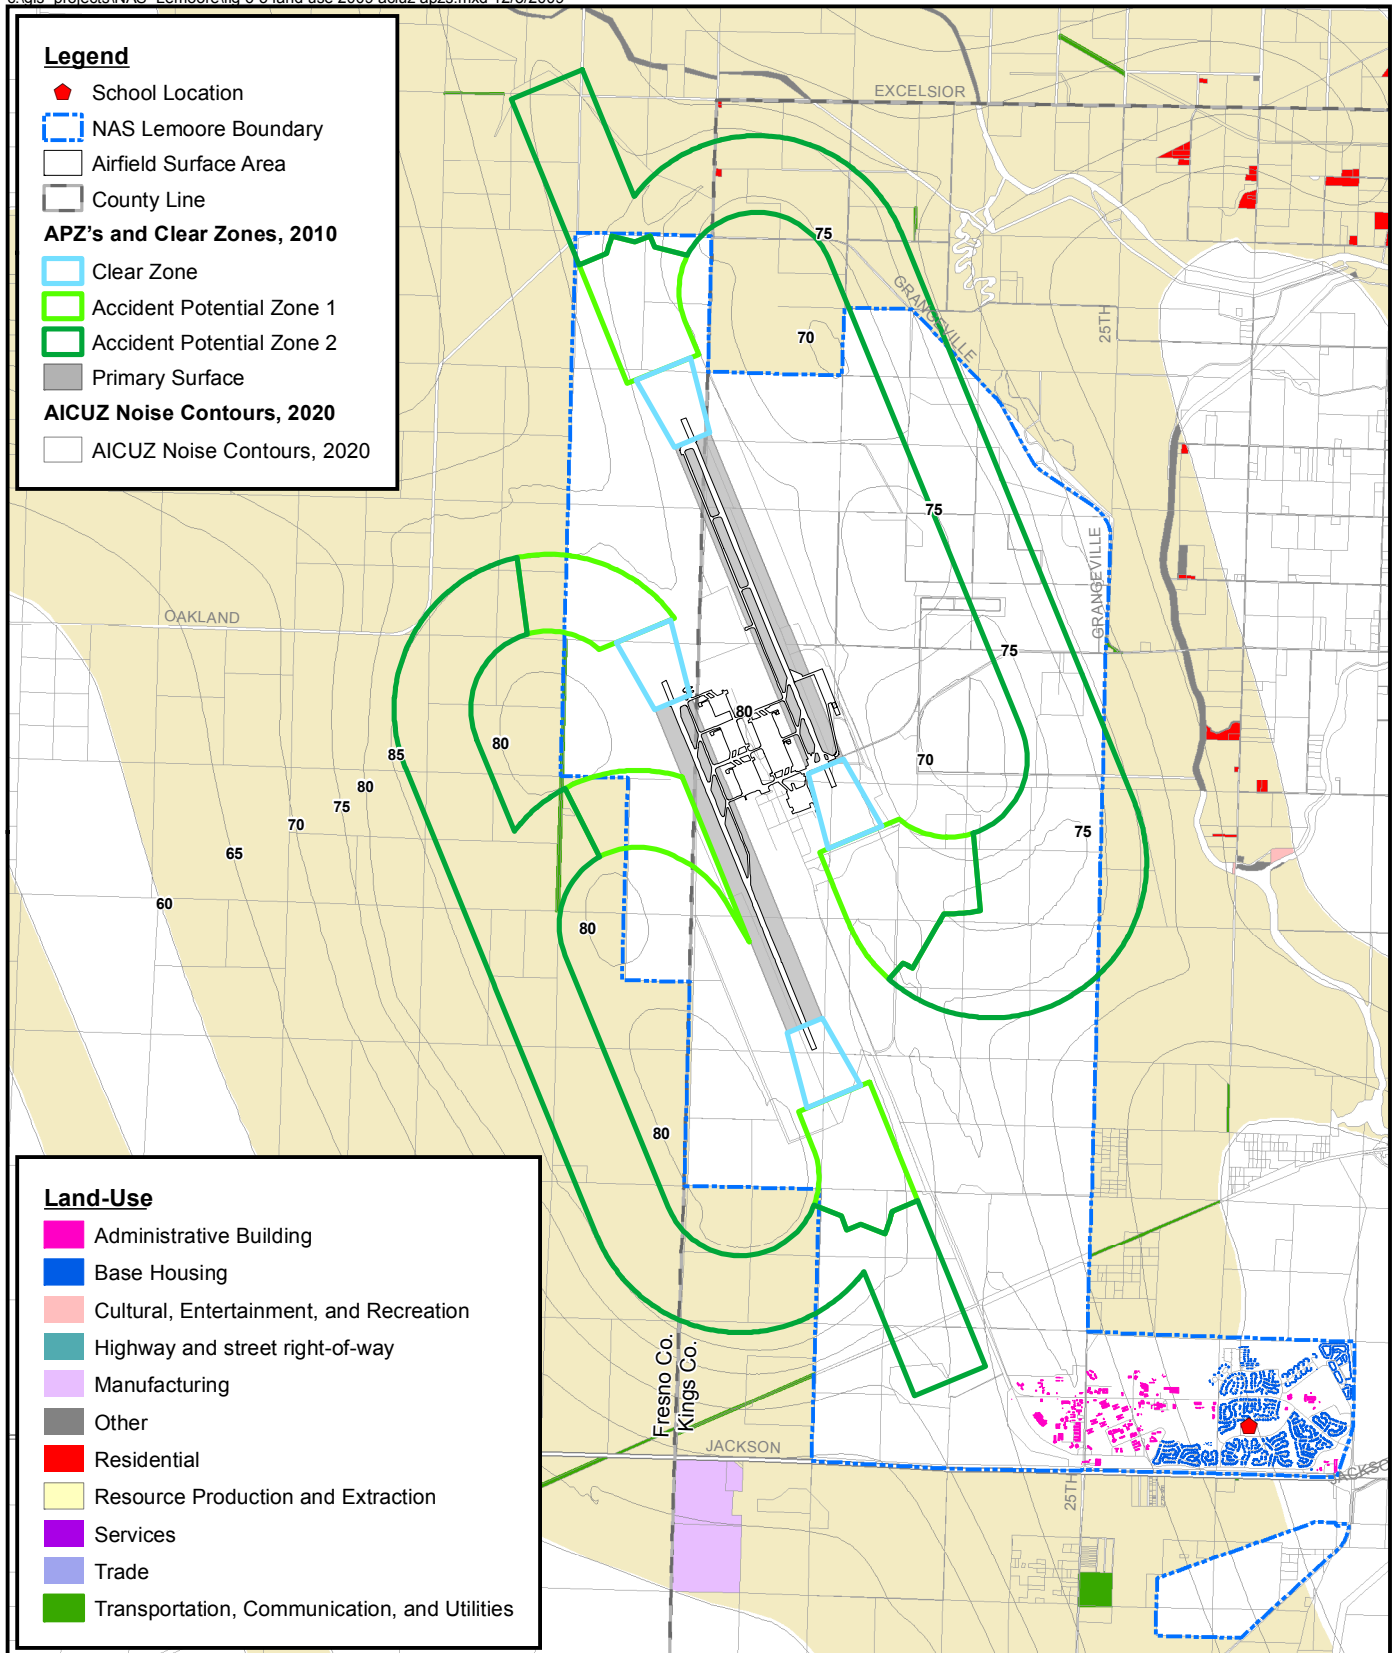 Legend
School Location
NAS Lemoore Boundary
Airfield Surface Area
County Line
APZ's and Clear Zones, 2010
Clear Zone
Accident Potential Zone 1
Accident Potential Zone 2
Primary Surface
AICUZ Noise Contours, 2020
AICUZ Noise Contours, 2020
EXCELSIOR
75
GRANGEVILLE
25TH
70
75
GRANGEVILLE
OAKLAND
75
80
80
85
70
80
75
70
75
65
60
80
80
Fresno Co.
Kings Co.
JACKSON
25TH
Land-Use
Administrative Building
Base Housing
Cultural, Entertainment, and Recreation
Highway and street right-of-way
Manufacturing
Other
Residential
Resource Production and Extraction
Services
Trade
Transportation, Communication, and Utilities